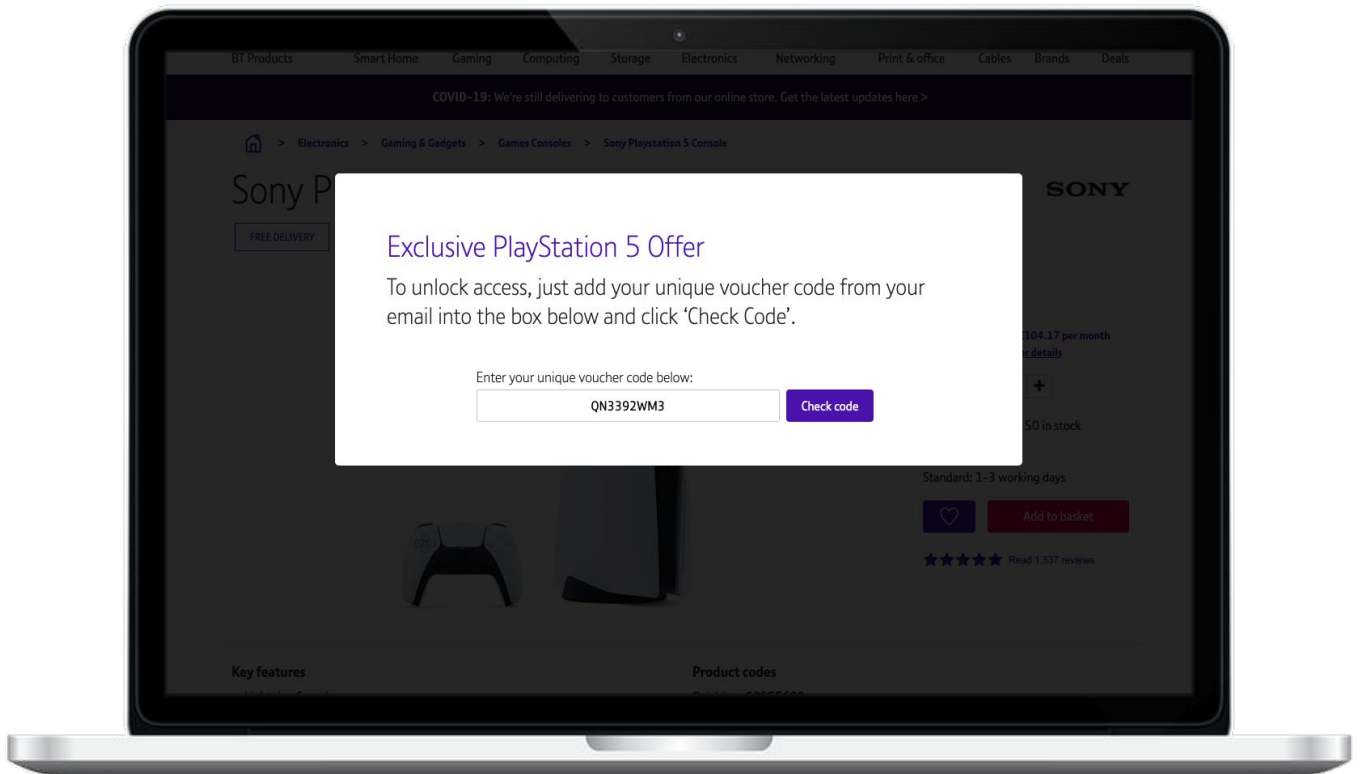 BT Products Smart Home Gaming Computing Storage Electronics Networking Print & office Cables Brands Deals
COVID-19: We're still delivering to customers from our online store. Get the latest updates here >
> Electronics > Gaming & Gadgets > Games Consoles > Sony Playstation 5 Console
Sony P
SONY
FREE DELIVERY
Exclusive PlayStation 5 Offer
To unlock access, just add your unique voucher code from your
email into the box below and click ‘Check Code’.
104.17 per month
details
Enter your unique voucher code below:
+
QN3392WM3
Check code
50 in stock
Standard: 1-3 working days
Add to basket
Read 1,537 reviews
Key features
Product codes